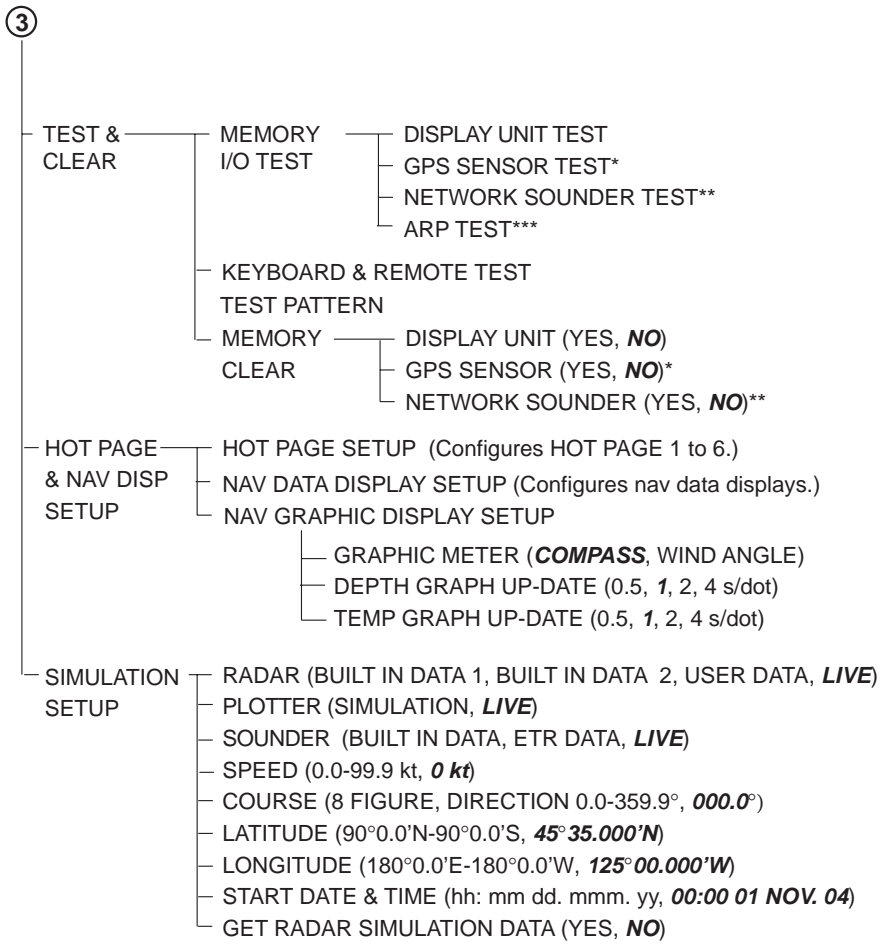 3
TEST & MEMORY DISPLAY UNIT TEST
CLEAR I/O TEST GPS SENSOR TEST*
NETWORK SOUNDER TEST**
ARP TEST***
KEYBOARD & REMOTE TEST
TEST PATTERN
MEMORY DISPLAY UNIT (YES, NO)
CLEAR GPS SENSOR (YES, NO)*
NETWORK SOUNDER (YES, NO)**
HOT PAGE HOT PAGE SETUP (Configures HOT PAGE 1 to 6.)
& NAV DISP NAV DATA DISPLAY SETUP (Configures nav data displays.)
SETUP NAV GRAPHIC DISPLAY SETUP
GRAPHIC METER (COMPASS, WIND ANGLE)
DEPTH GRAPH UP-DATE (0.5, 1, 2, 4 s/dot)
TEMP GRAPH UP-DATE (0.5, 1, 2, 4 s/dot)
SIMULATION RADAR (BUILT IN DATA 1, BUILT IN DATA 2, USER DATA, LIVE)
SETUP PLOTTER (SIMULATION, LIVE)
SOUNDER (BUILT IN DATA, ETR DATA, LIVE)
SPEED (0.0-99.9 kt, 0 kt)
COURSE (8 FIGURE, DIRECTION 0.0-359.9°, 000.0°)
LATITUDE (90°0.0'N-90°0.0'S, 45°35.000'N)
LONGITUDE (180°0.0'E-180°0.0'W, 125°00.000'W)
START DATE & TIME (hh: mm dd. mmm. yy, 00:00 01 NOV. 04)
GET RADAR SIMULATION DATA (YES, NO)